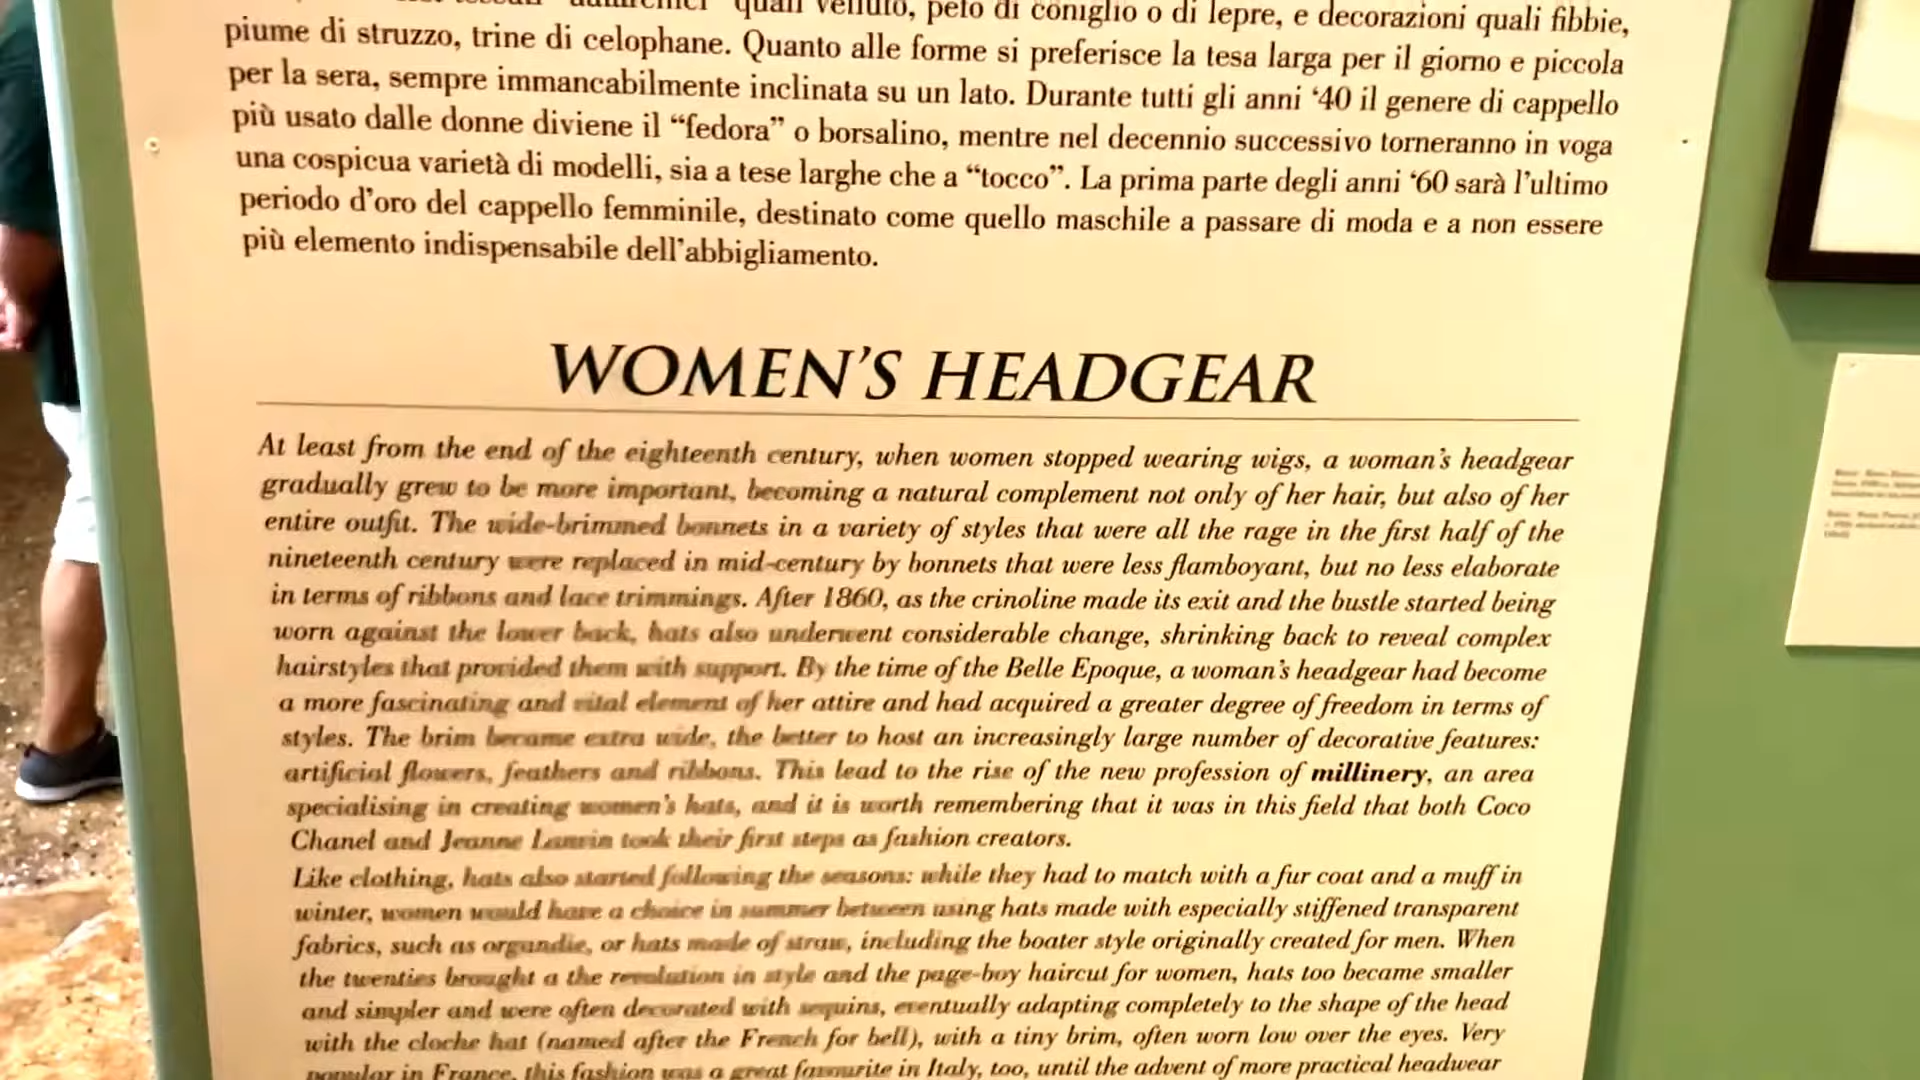 quali velluto, pelo di coniglio o di lepre, e decorazioni quali fibbie,
piume di struzzo, trine di celophane. Quanto alle forme si preferisce la tesa larga per il giorno e piccola
per la sera, sempre immancabilmente inclinata su un lato. Durante tutti gli anni ‘40 il genere di cappello
più usato dalle donne diviene il “fedora” o borsalino, mentre nel decennio successivo torneranno in voga
una cospicua varietà di modelli, sia a tese larghe che a “tocco”. La prima parte degli anni ‘60 sarà l’ultimo
periodo d’oro del cappello femminile, destinato come quello maschile a passare di moda e a non essere
più elemento indispensabile dell’abbigliamento.
WOMEN’S HEADGEAR
At least from the end of the eighteenth century, when women stopped wearing wigs, a woman’s headgear
gradually grew to be more important, becoming a natural complement not only of her hair, but also of her
entire outfit. The wide-brimmed bonnets in a variety of styles that were all the rage in the first half of the
nineteenth century were replaced in mid-century by bonnets that were less flamboyant, but no less elaborate
in terms of ribbons and lace trimmings. After 1860, as the crinoline made its exit and the bustle started being
worn against the lower back, hats also underwent considerable change, shrinking back to reveal complex
hairstyles that provided them with support. By the time of the Belle Epoque, a woman’s headgear had become
a more fascinating and vital element of her attire and had acquired a greater degree of freedom in terms of
styles. The brim became extra wide, the better to host an increasingly large number of decorative features:
artificial flowers, feathers and ribbons. This lead to the rise of the new profession of millinery, an area
specialising in creating women’s hats, and it is worth remembering that it was in this field that both Coco
Chanel and Jeanne Lanvin took their first steps as fashion creators.
Like clothing, hats also started following the seasons: while they had to match with a fur coat and a muff in
winter, women would have a choice in summer between using hats made with especially stiffened transparent
fabrics, such as organdie, or hats made of straw, including the boater style originally created for men. When
the twenties brought a the revolution in style and the page-boy haircut for women, hats too became smaller
and simpler and were often decorated with sequins, eventually adapting completely to the shape of the head
with the cloche hat (named after the French for bell), with a tiny brim, often worn low over the eyes. Very
popular in France, this fashion was a great favourite in Italy, too, until the advent of more practical headwear